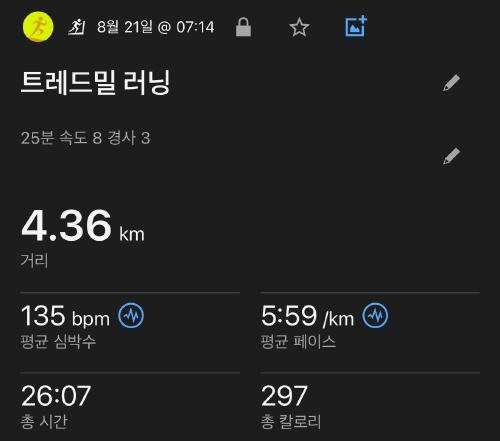 8월 21일 @ 07:14
트레드밀 러닝
25분 속도 8 경사 3
4.36 km
거리
135 bpm 5:59 /km
평균 심박수 평균 페이스
26:07 297
총 시간 총 칼로리